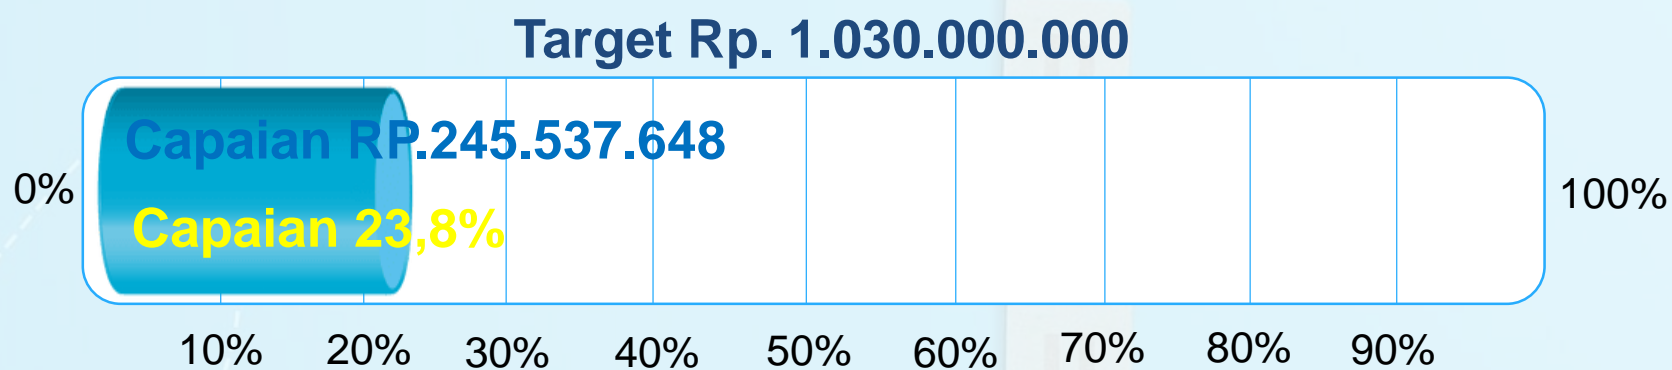 Target Rp. 1.030.000.000
Capaian RP.245.537.648
0%
100%
Capaian 23,8%
10% 20% 30% 40% 50% 60% 70% 80% 90%